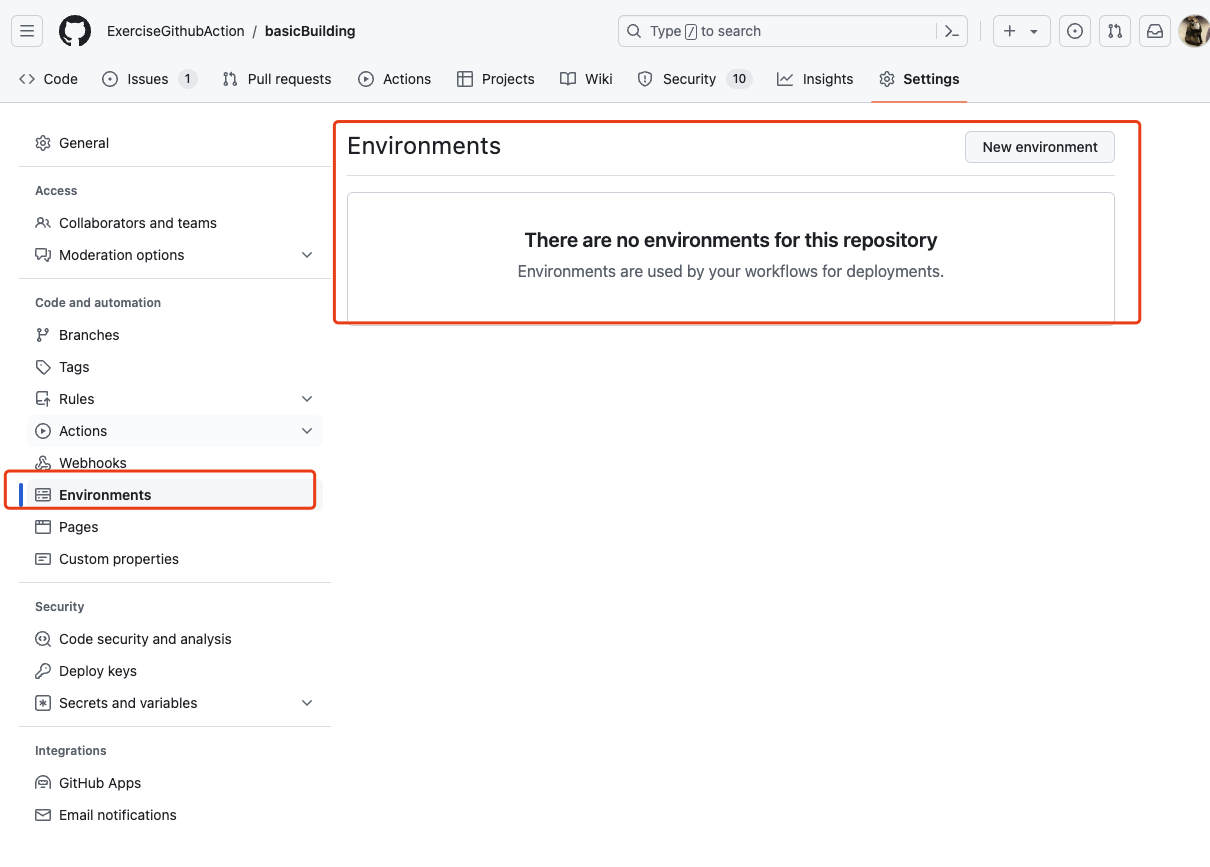 ExerciseGithubAction / basicBuilding
Type / to search
Code
Issues 1
Pull requests
Actions
Projects
Wiki
Security 10
Insights
Settings
General
Access
Collaborators and teams
Moderation options
Code and automation
Branches
Tags
Rules
Actions
Webhooks
Environments
Pages
Custom properties
Security
Code security and analysis
Deploy keys
Secrets and variables
Integrations
GitHub Apps
Email notifications
Environments
New environment
There are no environments for this repository
Environments are used by your workflows for deployments.